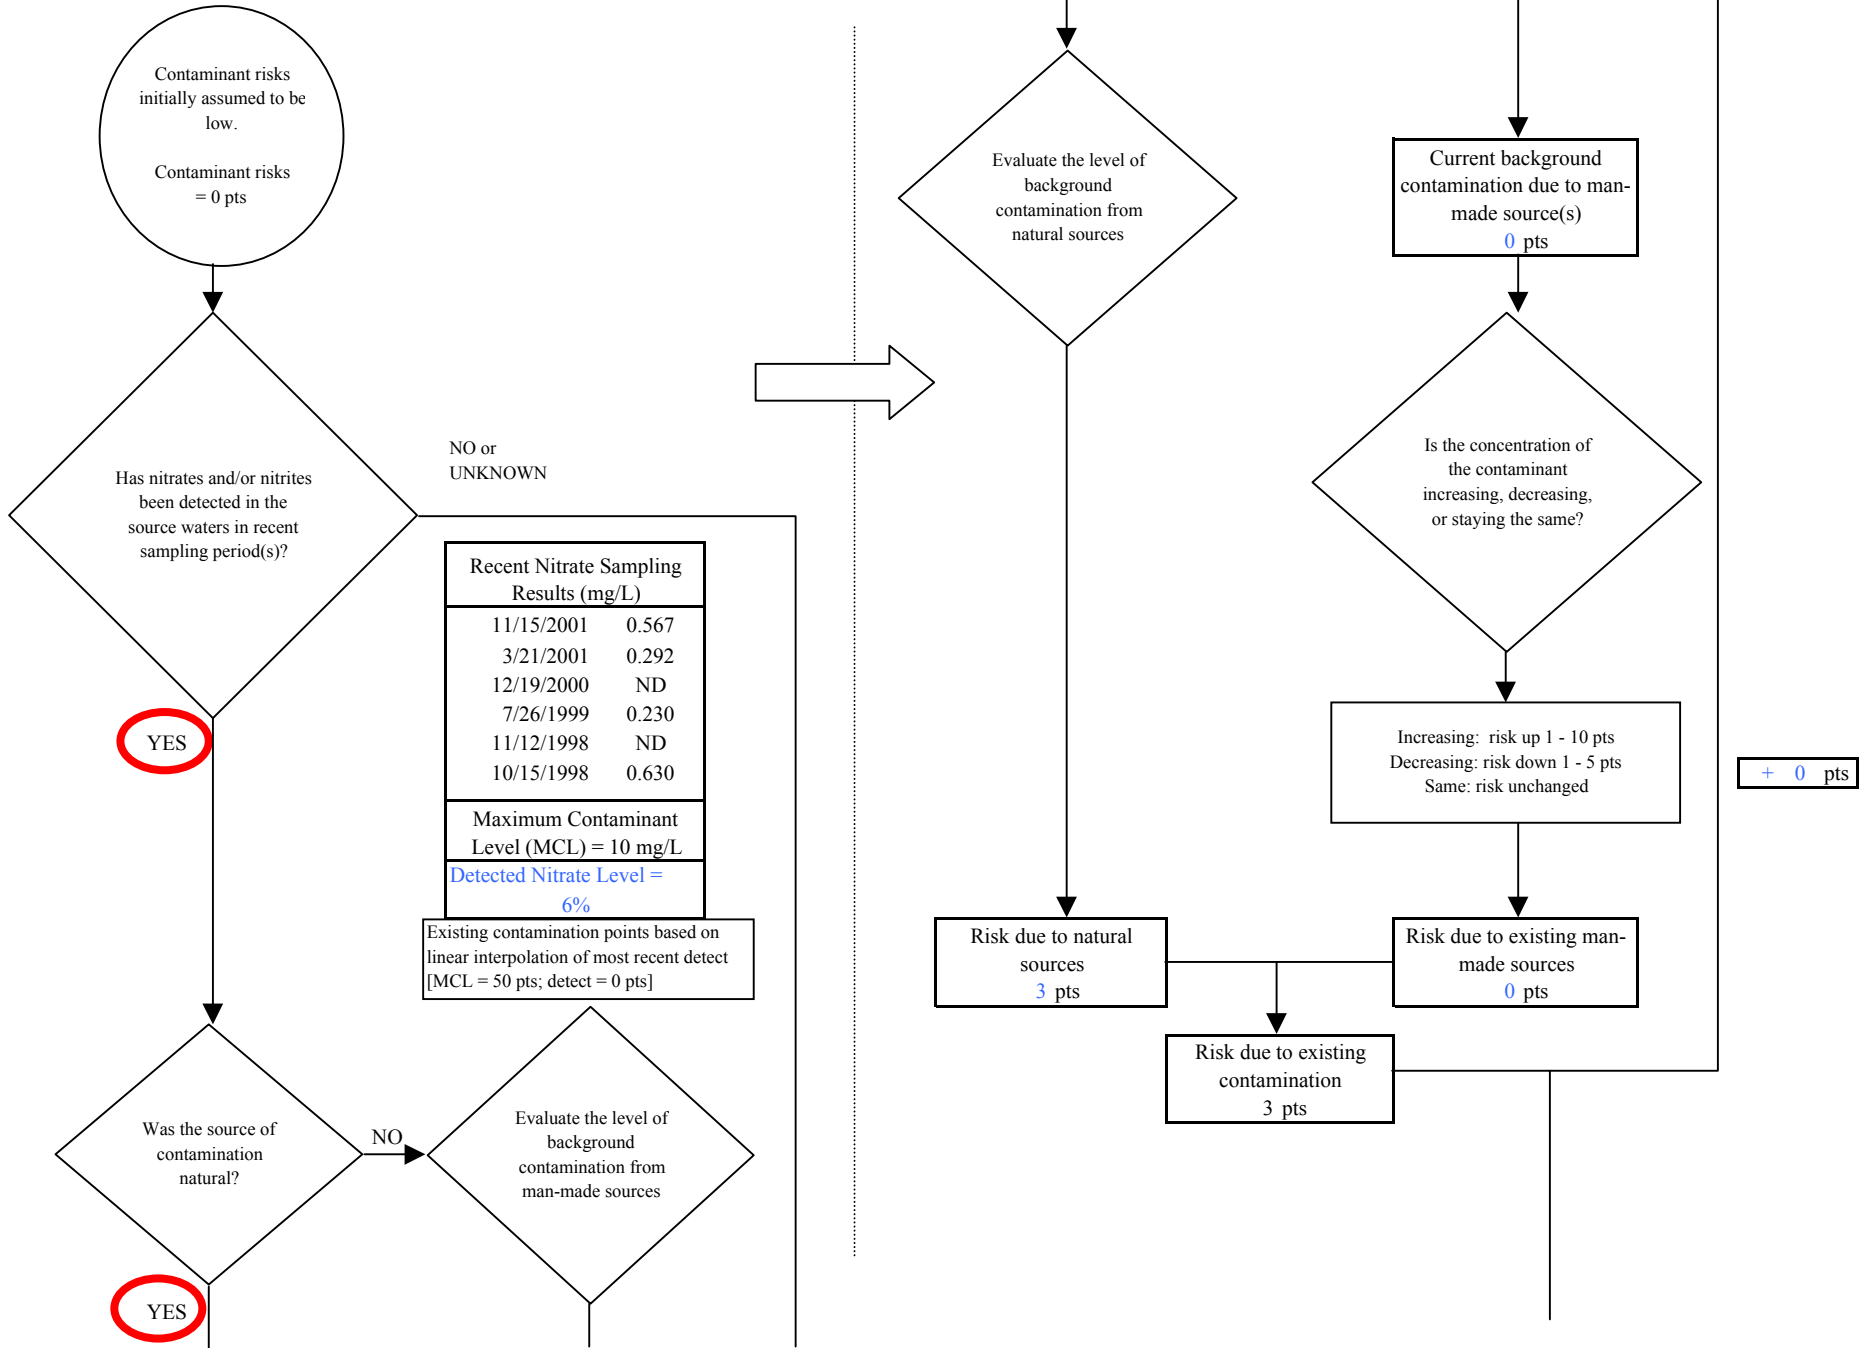 Contaminant risks
initially assumed to be
low.
Contaminant risks
= 0 pts
Has nitrates and/or nitrites
been detected in the
source waters in recent
sampling period(s)?
NO or
UNKNOWN
YES
Recent Nitrate Sampling
Results (mg/L)
11/15/2001 0.567
3/21/2001 0.292
12/19/2000 ND
7/26/1999 0.230
11/12/1998 ND
10/15/1998 0.630
Maximum Contaminant
Level (MCL) = 10 mg/L
Detected Nitrate Level =
6%
Existing contamination points based on
linear interpolation of most recent detect
[MCL = 50 pts; detect = 0 pts]
Was the source of
contamination
natural?
NO
YES
Evaluate the level of
background
contamination from
man-made sources
Evaluate the level of
background
contamination from
natural sources
Current background
contamination due to man-
made source(s)
0 pts
Is the concentration of
the contaminant
increasing, decreasing,
or staying the same?
Increasing: risk up 1 - 10 pts
Decreasing: risk down 1 - 5 pts
Same: risk unchanged
+ 0 pts
Risk due to natural
sources
3 pts
Risk due to existing man-
made sources
0 pts
Risk due to existing
contamination
3 pts